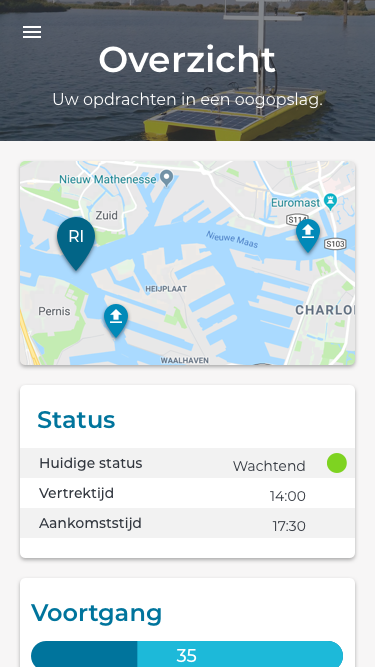 Overzicht
Uw opdrachten in een oogopslag.
Nieuw Mathenesse
Euromast
Zuid
S114
RI
Nieuwe Maas
S103
HEIJPLAAT
Pernis
CHARLOI
WAALHAVEN
Status
Huidige status Wachtend
Vertrektijd 14:00
Aankomststijd 17:30
Voortgang
35